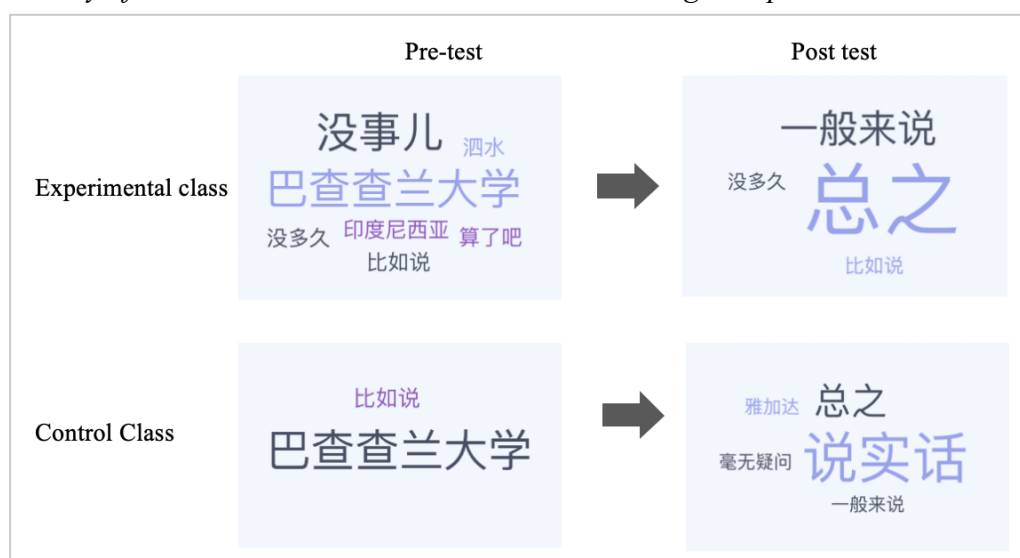 Pre-test
Post test
Experimental class
没事儿
泗水
巴查查兰大学
没多久
印度尼西亚
算了吧
比如说
一般来说
没多久
总之
比如说
Control Class
比如说
巴查查兰大学
雅加达
总之
毫无疑问
说实话
一般来说